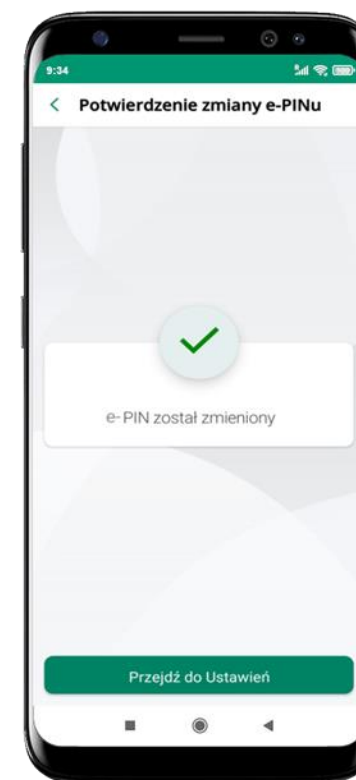 9:34
Potwierdzenie zmiany e-PINu
e-PIN został zmieniony
Przejdź do Ustawień